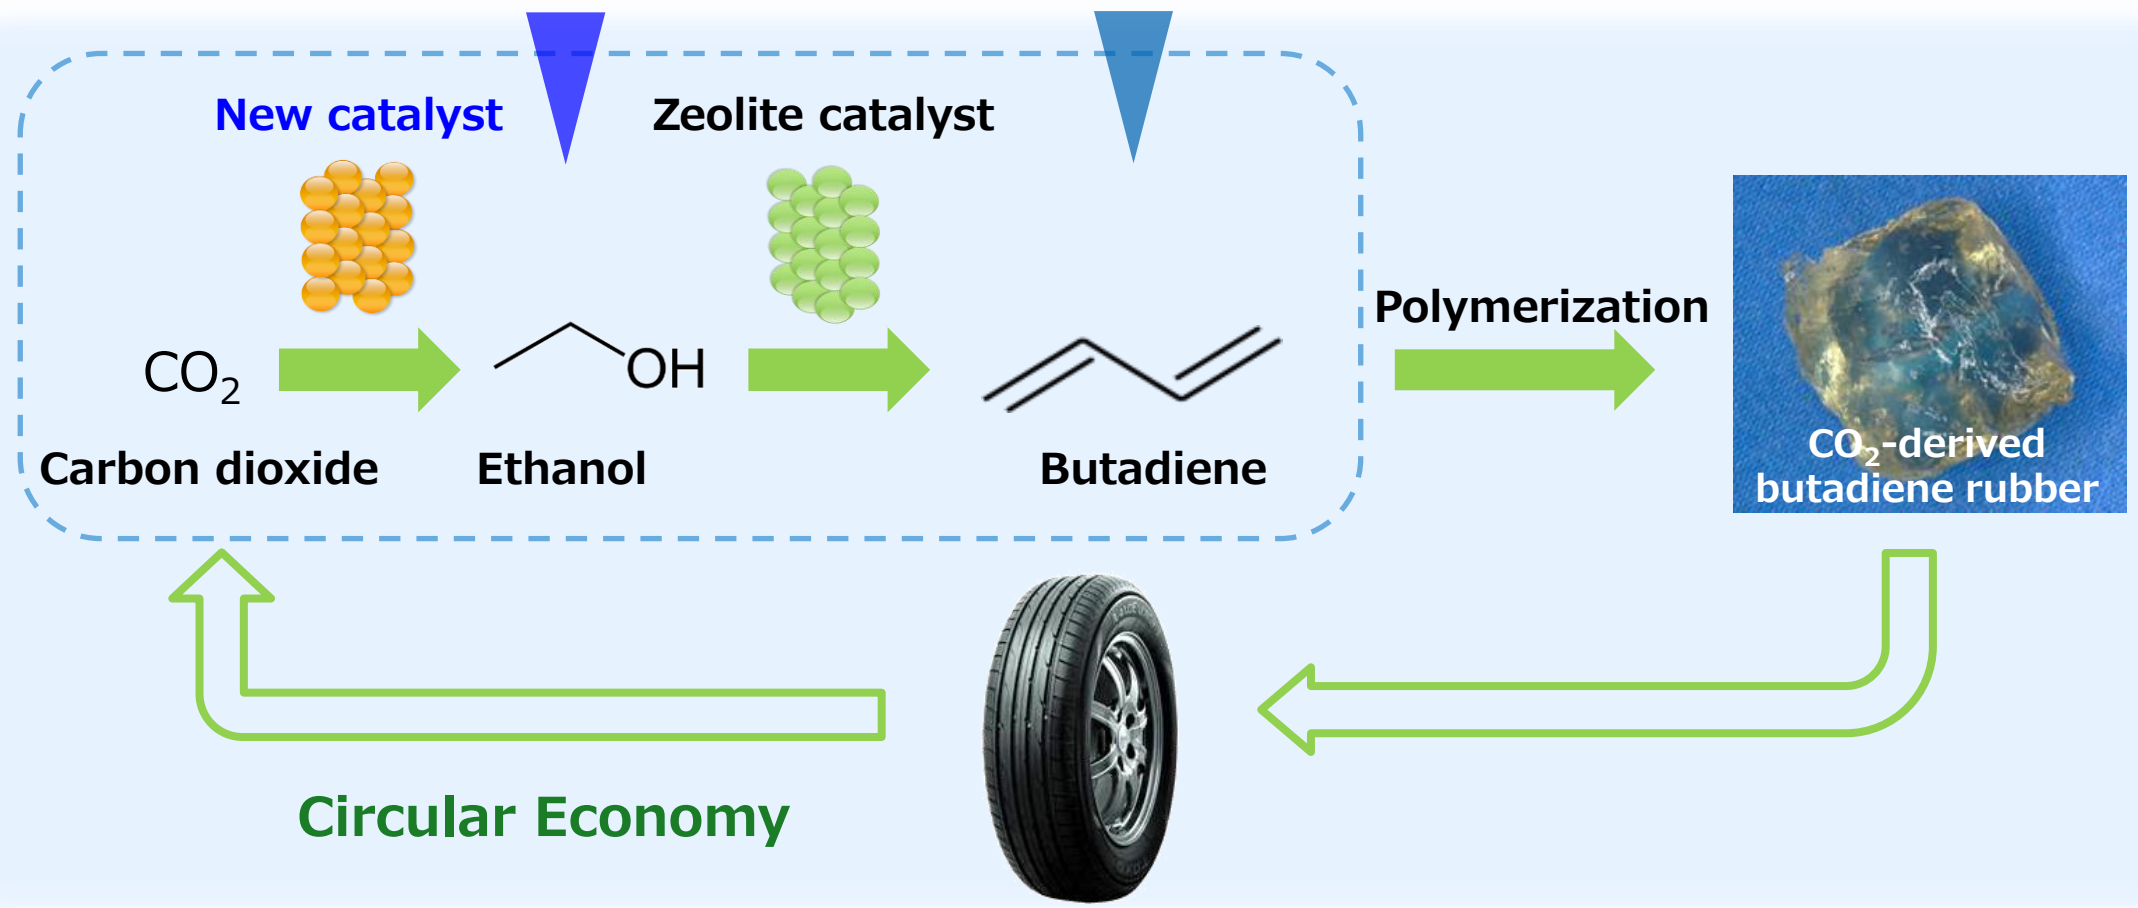 New catalyst
Zeolite catalyst
Polymerization
CO₂
OH
Carbon dioxide
Ethanol
Butadiene
CO₂-derived
butadiene rubber
Circular Economy